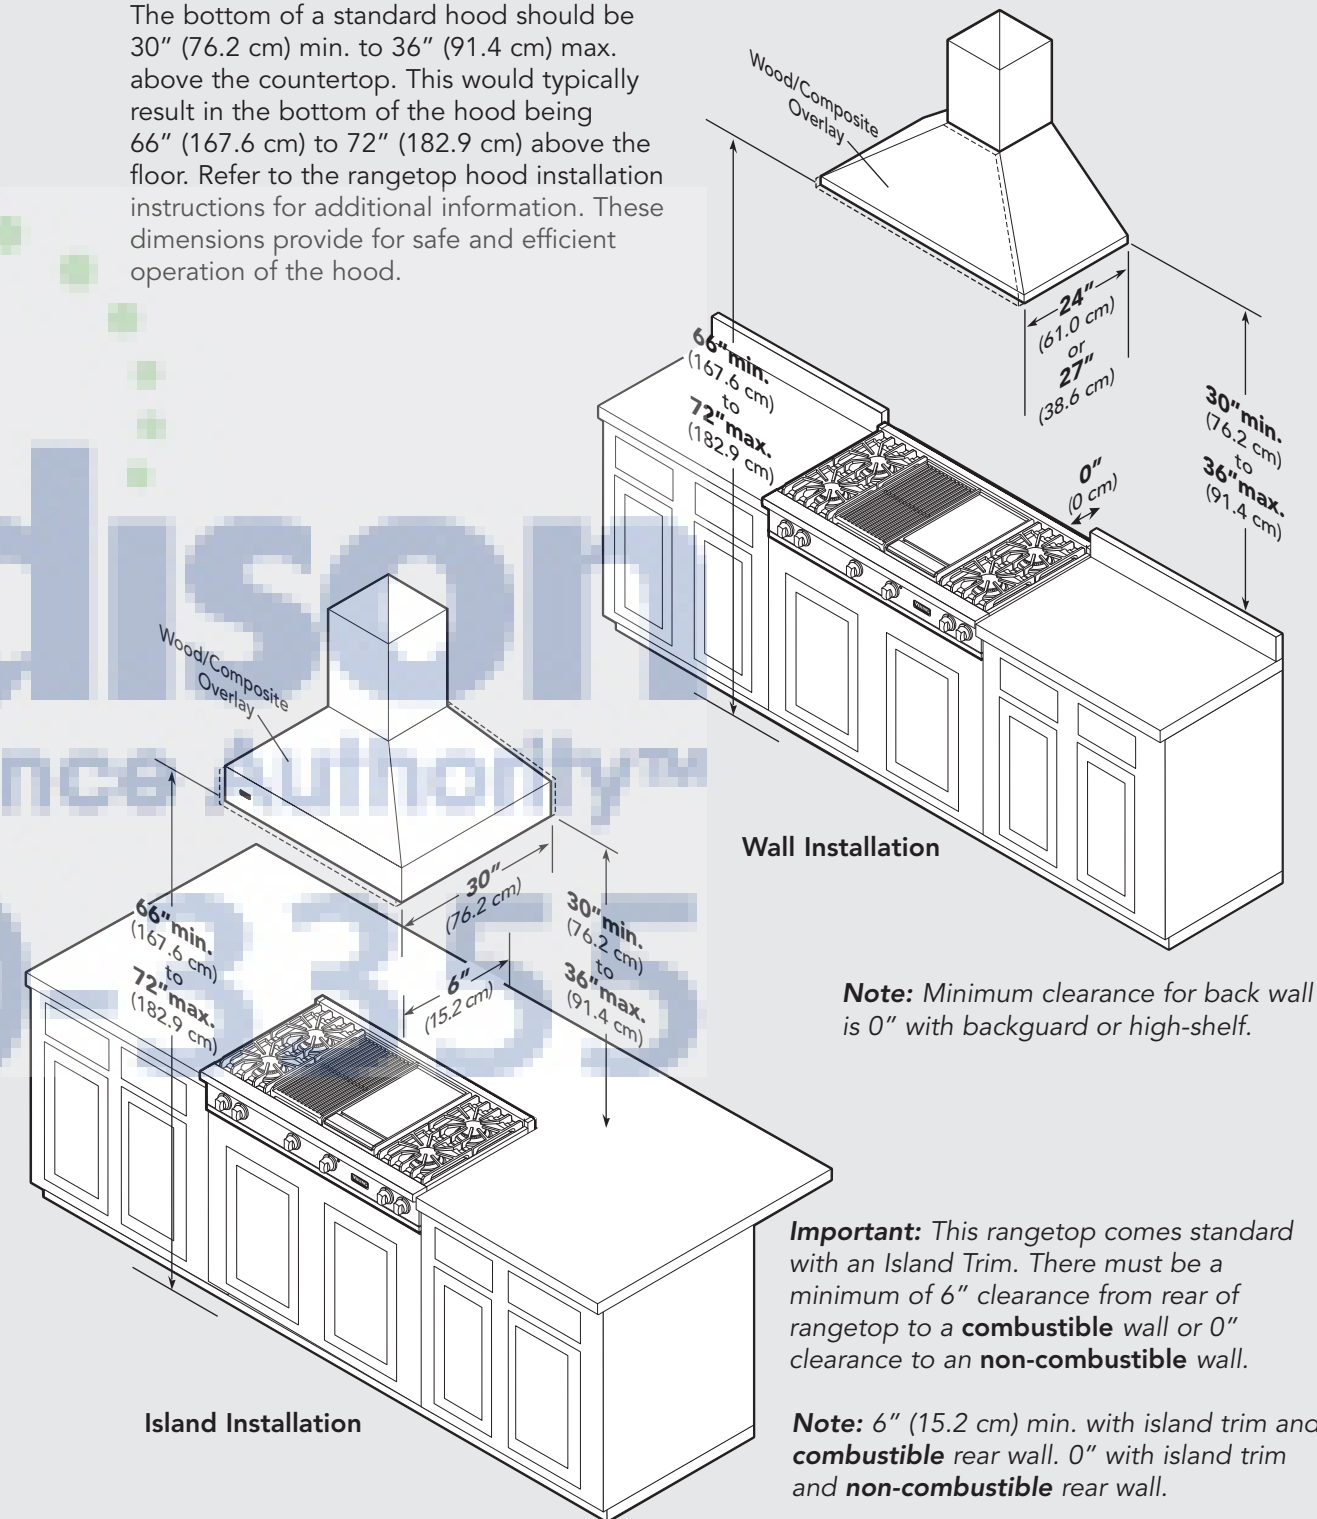 The bottom of a standard hood should be
30” (76.2 cm) min. to 36” (91.4 cm) max.
above the countertop. This would typically
result in the bottom of the hood being
66” (167.6 cm) to 72” (182.9 cm) above the
floor. Refer to the rangetop hood installation
instructions for additional information. These
dimensions provide for safe and efficient
operation of the hood.
Wood/Composite
Overlay
24”
(61.0 cm)
or
27”
(38.6 cm)
66”min.
(167.6 cm)
to
72”max.
(182.9 cm)
30”min.
(76.2 cm)
to
36”max.
(91.4 cm)
0”
(0 cm)
Wall Installation
dison
nce Authority™
0-3355
Wood/Composite
Overlay
30”
(76.2 cm)
66”min.
(167.6 cm)
to
72”max.
(182.9 cm)
30”min.
(76.2 cm)
to
36”max.
(91.4 cm)
6”
(15.2 cm)
Note: Minimum clearance for back wall
is 0” with backguard or high-shelf.
Important: This rangetop comes standard
with an Island Trim. There must be a
minimum of 6” clearance from rear of
rangetop to a combustible wall or 0”
clearance to an non-combustible wall.
Island Installation
Note: 6” (15.2 cm) min. with island trim and
combustible rear wall. 0” with island trim
and non-combustible rear wall.